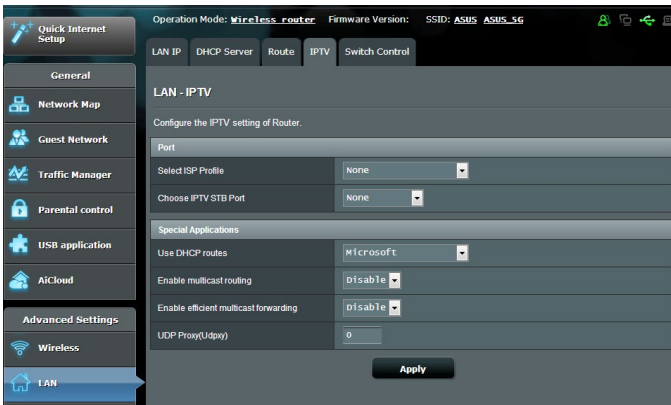 Quick Internet
Setup
Operation Mode: Wireless router Firmware Version: SSID: ASUS ASUS_5G
LAN IP DHCP Server Route IPTV Switch Control
General
Network Map
Guest Network
Traffic Manager
Parental control
USB application
AiCloud
Advanced Settings
Wireless
LAN
LAN - IPTV
Configure the IPTV setting of Router.
Port
Select ISP Profile None
Choose IPTV STB Port None
Special Applications
Use DHCP routes Microsoft
Enable multicast routing Disable
Enable efficient multicast forwarding Disable
UDP Proxy(Udpxy) 0
Apply